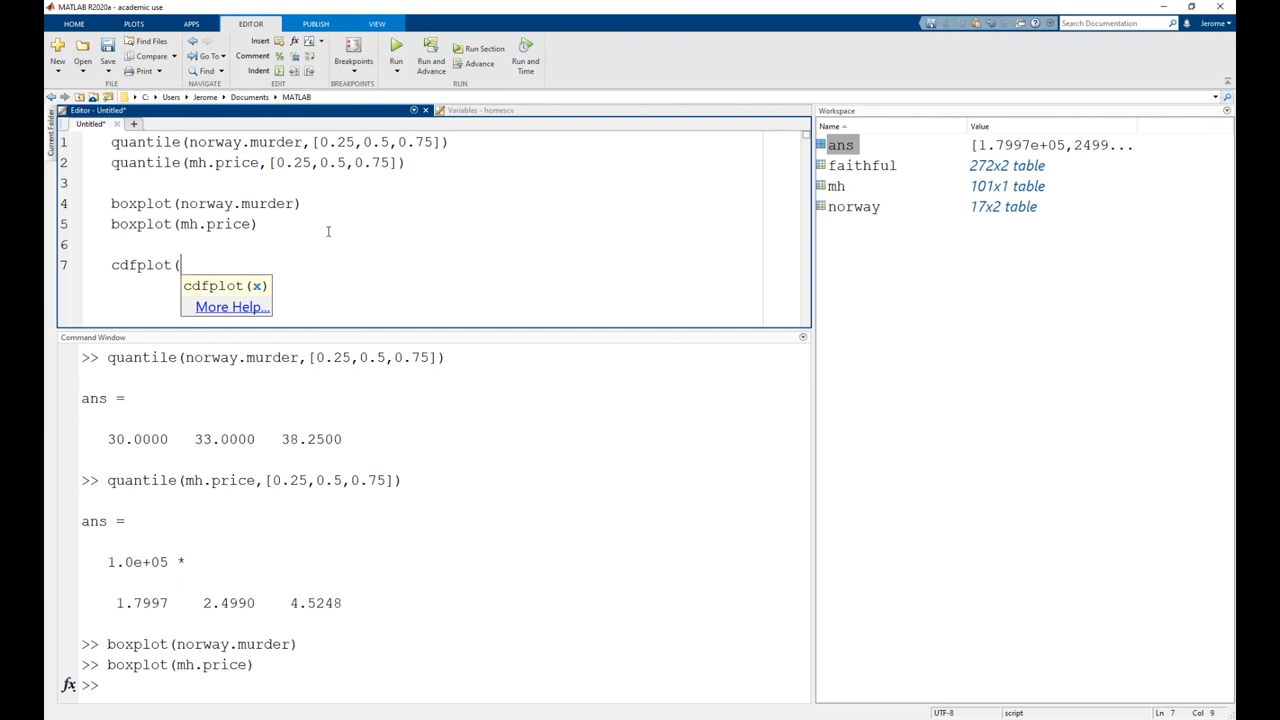 MATLAB R2020a - academic use
HOME PLOTS APPS EDITOR PUBLISH VIEW
Search Documentation Jerome
New Open Save
Find Files
Compare
Print
FILE
Go To
Find
NAVIGATE
Insert
Comment
Indent
EDIT
Breakpoints
BREAKPOINTS
Run
Run and Advance
Run Section
Advance
Run and Time
RUN
C: Users Jerome Documents MATLAB
Current Folder
Editor - Untitled*
Variables - homescv
Untitled*
1 quantile(norway.murder,[0.25,0.5,0.75])
2 quantile(mh.price,[0.25,0.5,0.75])
3
4 boxplot(norway.murder)
5 boxplot(mh.price)
6
7 cdfplot(
cdfplot(x)
More Help...
Command Window
>> quantile(norway.murder,[0.25,0.5,0.75])
ans =
30.0000 33.0000 38.2500
>> quantile(mh.price,[0.25,0.5,0.75])
ans =
1.0e+05 *
1.7997 2.4990 4.5248
>> boxplot(norway.murder)
>> boxplot(mh.price)
fx >>
Workspace
Name Value
ans [1.7997e+05,2499...
faithful 272x2 table
mh 101x1 table
norway 17x2 table
UTF-8 script Ln 7 Col 9